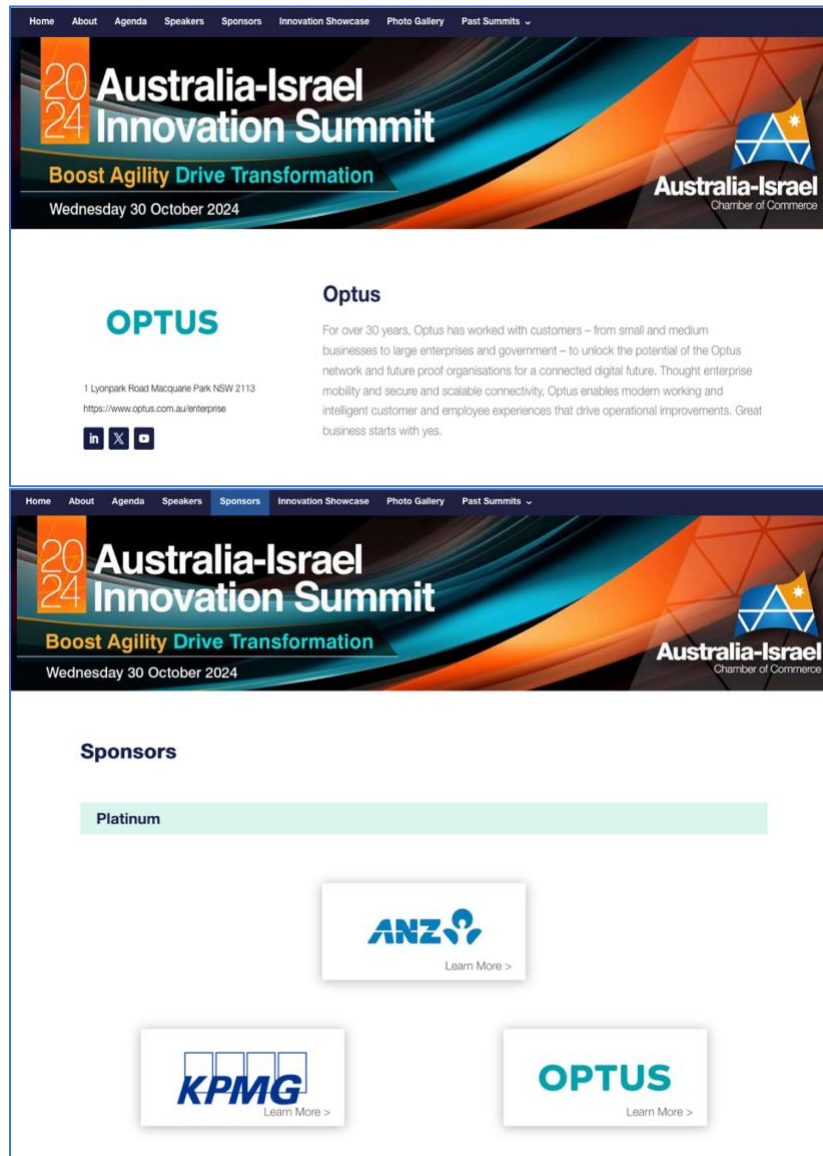 Home About Agenda Speakers Sponsors Innovation Showcase Photo Gallery Past Summits
2024 Australia-Israel
Innovation Summit
Boost Agility Drive Transformation
Wednesday 30 October 2024
Australia-Israel
Chamber of Commerce
OPTUS
1 Lyonpark Road Macquarie Park NSW 2113
https://www.optus.com.au/enterprise
in X
Optus
For over 30 years, Optus has worked with customers – from small and medium
businesses to large enterprises and government – to unlock the potential of the Optus
network and future proof organisations for a connected digital future. Thought enterprise
mobility and secure and scalable connectivity, Optus enables modern working and
intelligent customer and employee experiences that drive operational improvements. Great
business starts with yes.
Home About Agenda Speakers Sponsors Innovation Showcase Photo Gallery Past Summits
2024 Australia-Israel
Innovation Summit
Boost Agility Drive Transformation
Wednesday 30 October 2024
Australia-Israel
Chamber of Commerce
Sponsors
Platinum
ANZ
Learn More >
KPMG
Learn More >
OPTUS
Learn More >